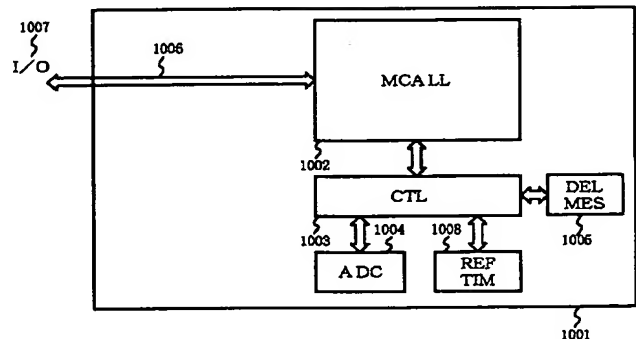 1007
I/O
1006
MCALL
1002
CTL
DEL
MES
1003
1004
1008
1005
ADC
REF
TIM
1001